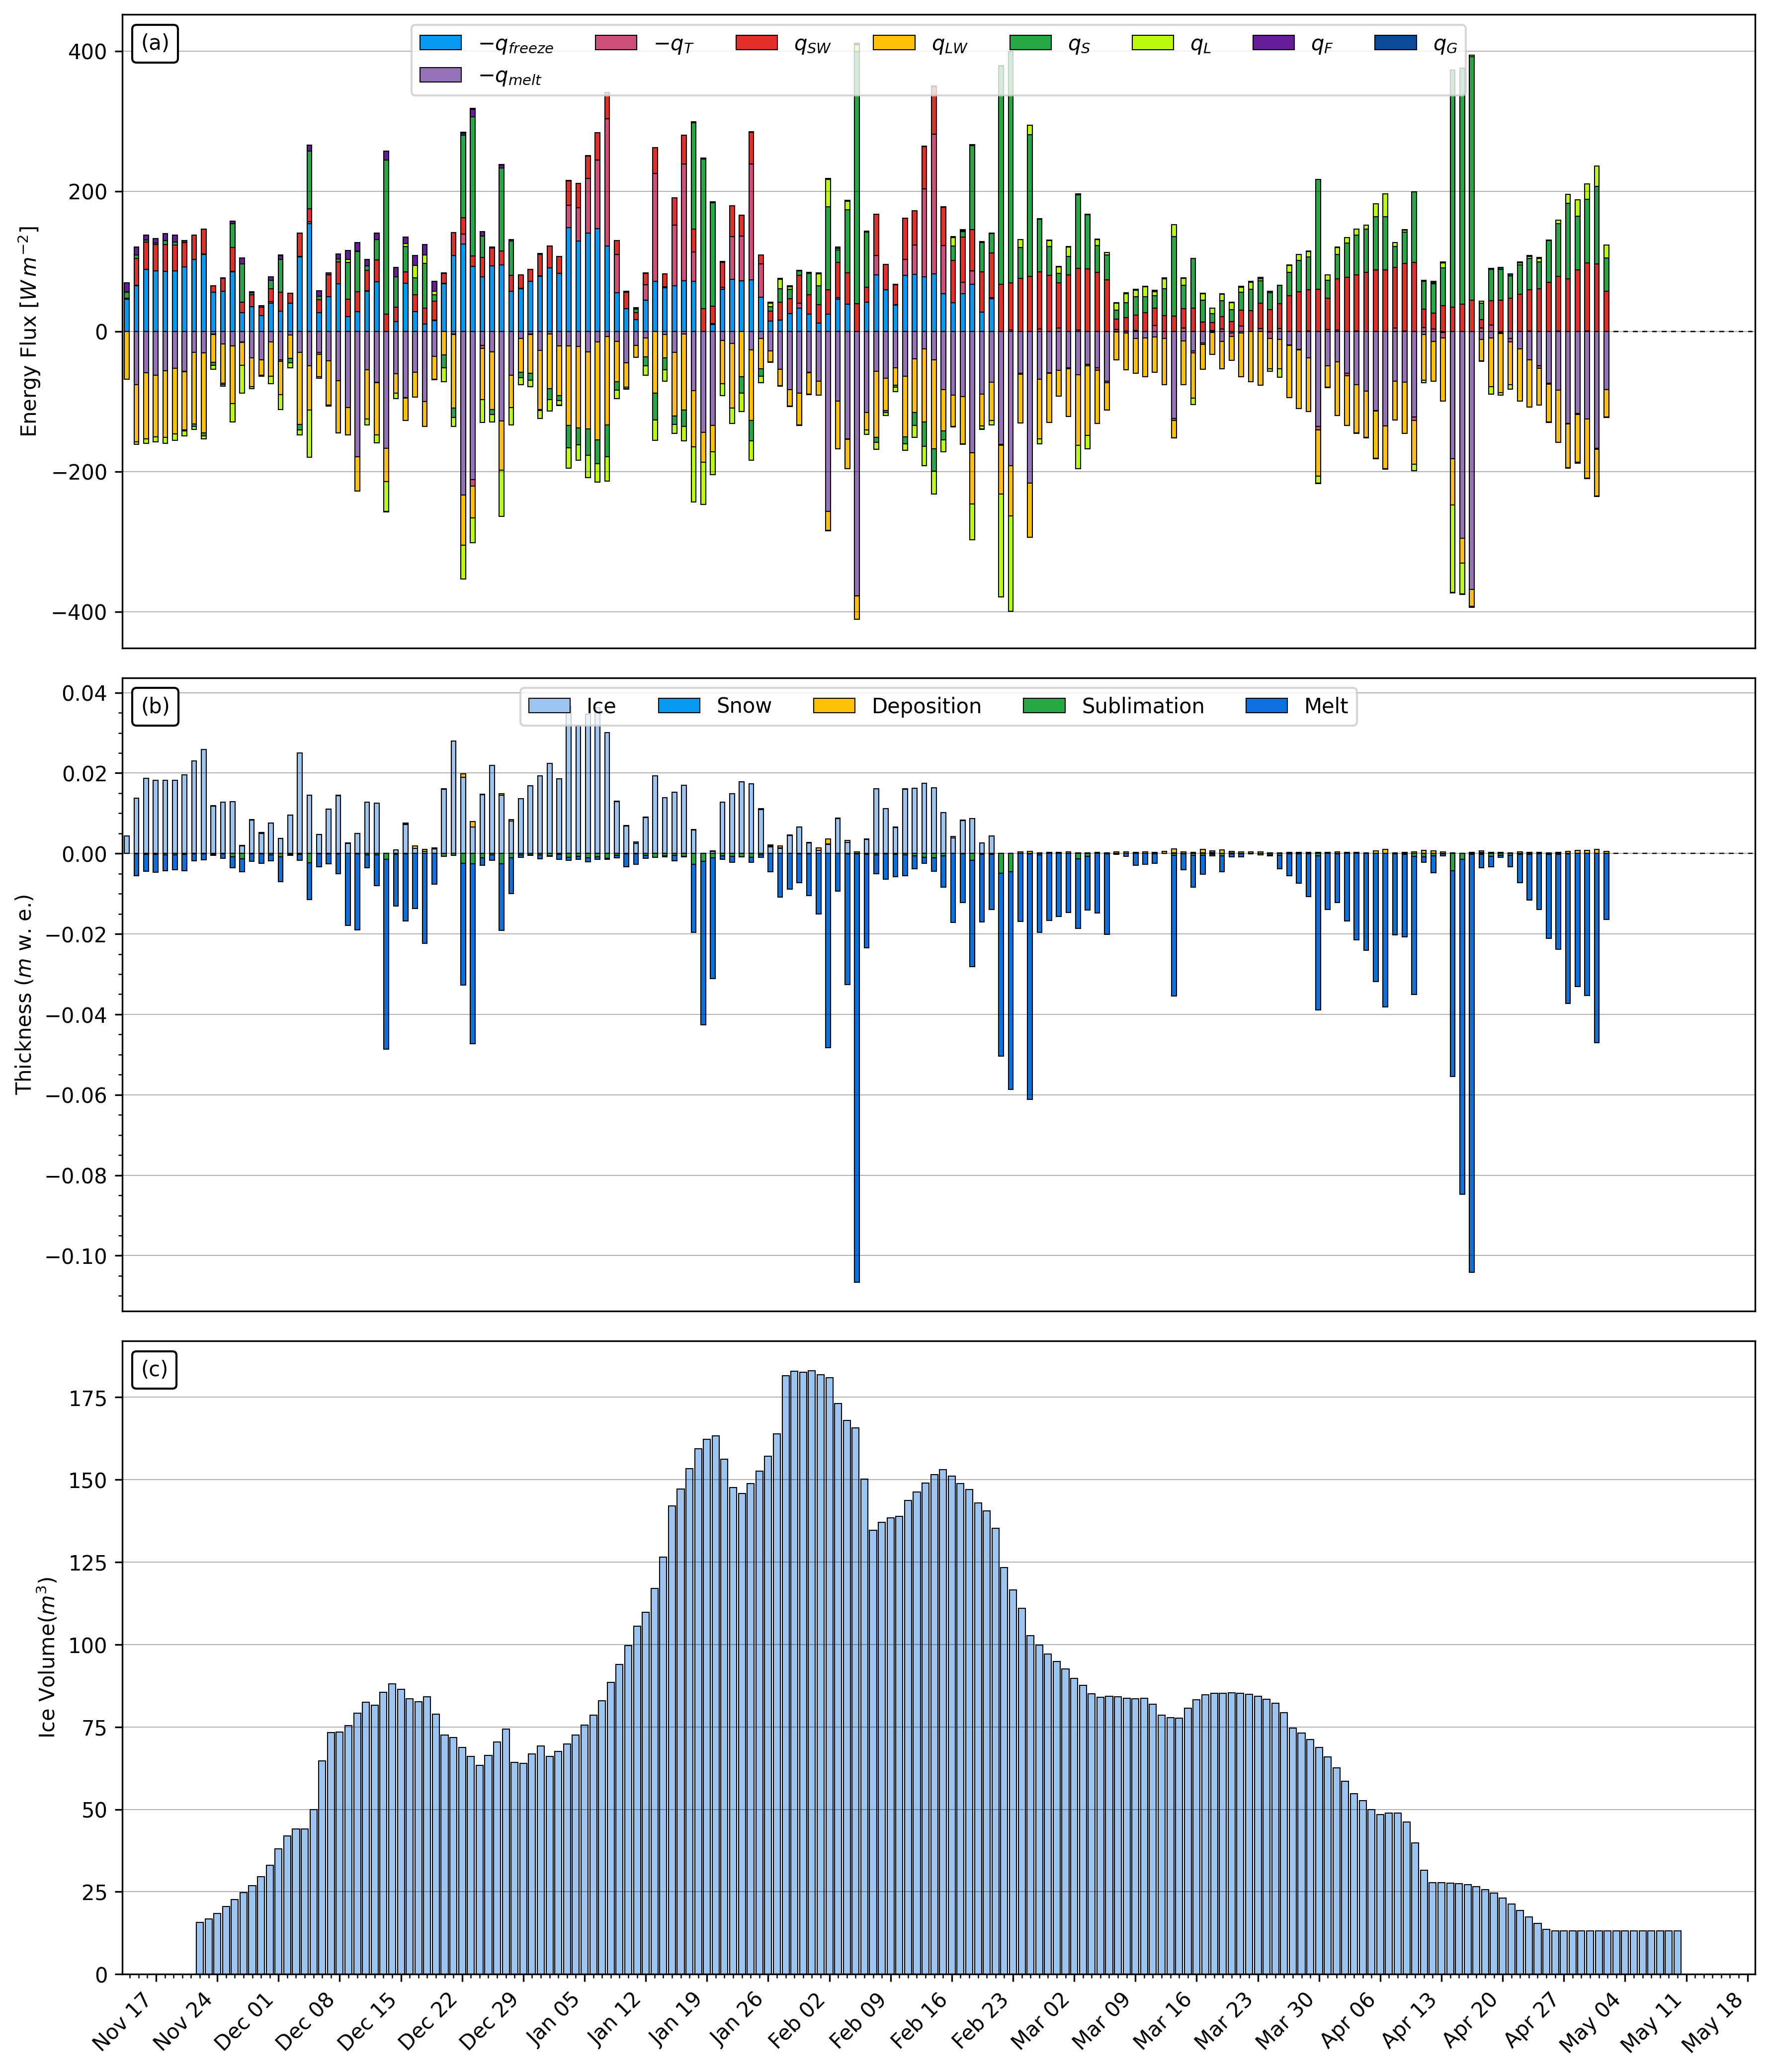 (a)
−q_freeze −q_T q_SW q_LW q_S q_L q_F q_G
−q_melt
400
200
0
−200
−400
Energy Flux [W m⁻²]
(b)
Ice Snow Deposition Sublimation Melt
0.04
0.02
0.00
−0.02
−0.04
−0.06
−0.08
−0.10
Thickness (m w. e.)
(c)
175
150
125
100
75
50
25
0
Ice Volume(m³)
Nov 17 Nov 24 Dec 01 Dec 08 Dec 15 Dec 22 Dec 29 Jan 05 Jan 12 Jan 19 Jan 26 Feb 02 Feb 09 Feb 16 Feb 23 Mar 02 Mar 09 Mar 16 Mar 23 Mar 30 Apr 06 Apr 13 Apr 20 Apr 27 May 04 May 11 May 18